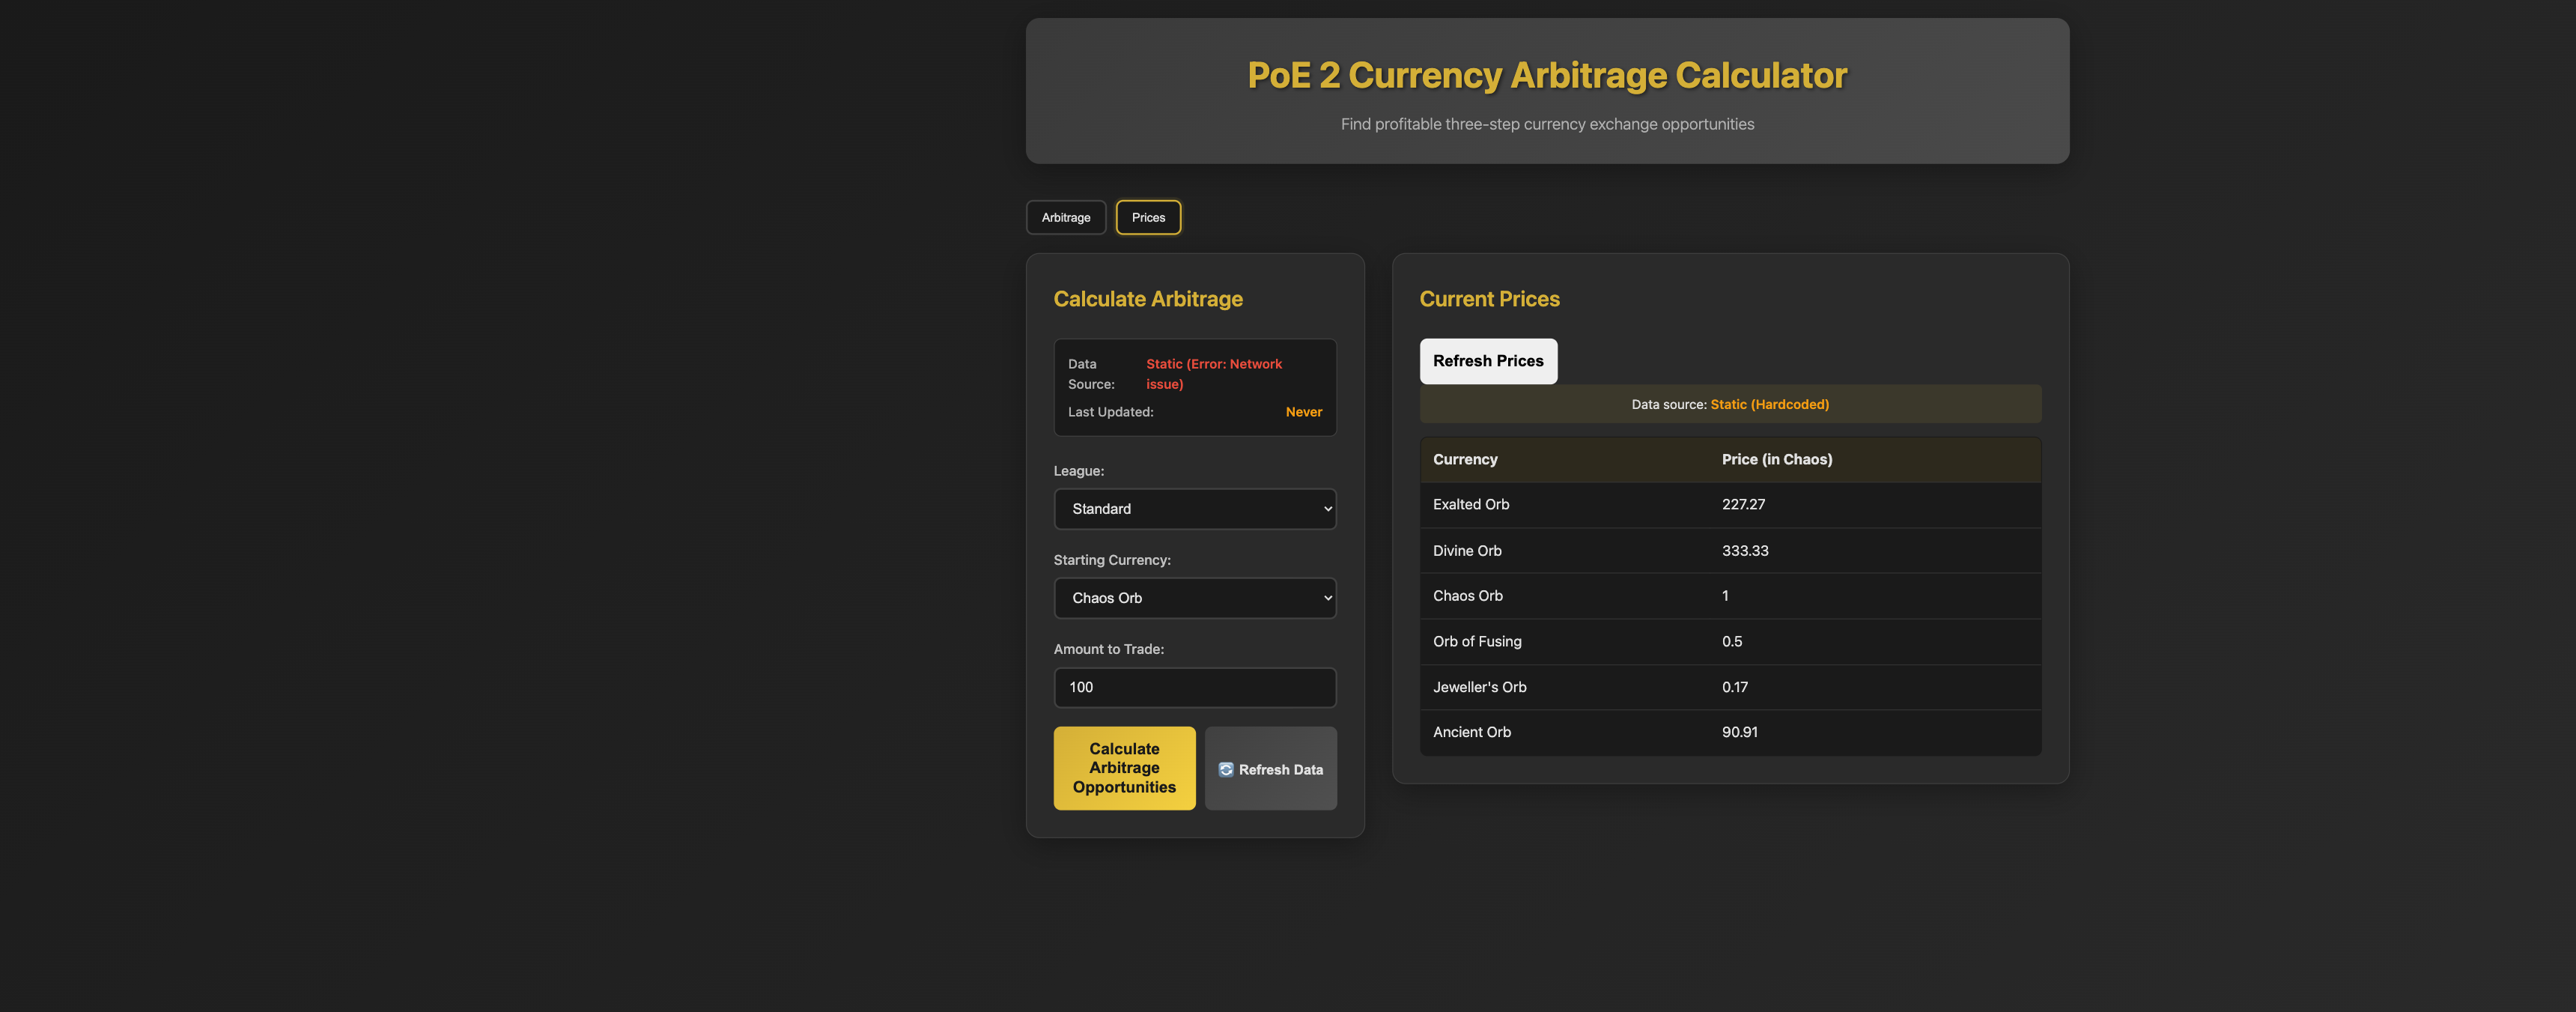 PoE 2 Currency Arbitrage Calculator
Find profitable three-step currency exchange opportunities
Arbitrage
Prices
Calculate Arbitrage
Data
Source:
Static (Error: Network
issue)
Last Updated:
Never
League:
Standard
Starting Currency:
Chaos Orb
Amount to Trade:
100
Calculate
Arbitrage
Opportunities
Refresh Data
Current Prices
Refresh Prices
Data source: Static (Hardcoded)
Currency Price (in Chaos)
Exalted Orb 227.27
Divine Orb 333.33
Chaos Orb 1
Orb of Fusing 0.5
Jeweller's Orb 0.17
Ancient Orb 90.91